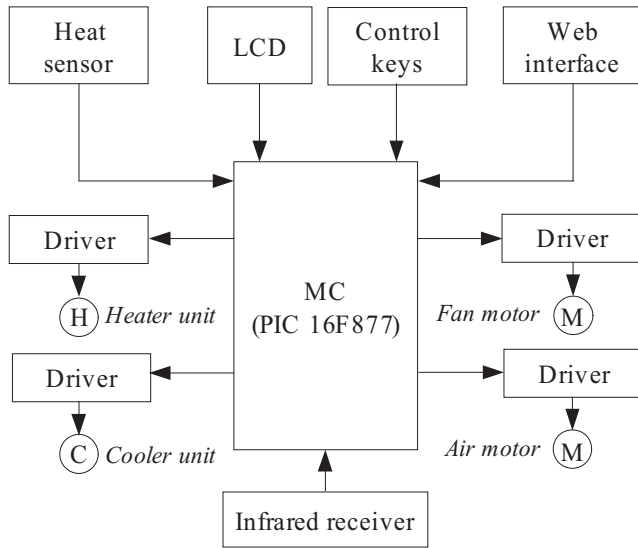 Heat
sensor
LCD
Control
keys
Web
interface
Driver
H
Heater unit
Driver
C
Cooler unit
MC
(PIC 16F877)
Driver
Fan motor
M
Driver
Air motor
M
Infrared receiver